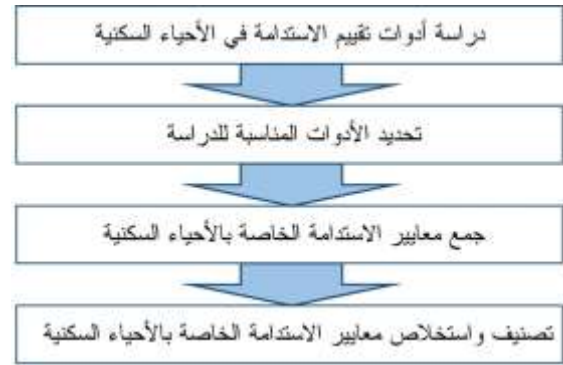 دراسة أدوات تقييم الاستدامة في الأحياء السكنية
تحديد الأدوات المناسبة للدراسة
جمع معايير الاستدامة الخاصة بالأحياء السكنية
تصنيف واستخلاص معايير الاستدامة الخاصة بالأحياء السكنية